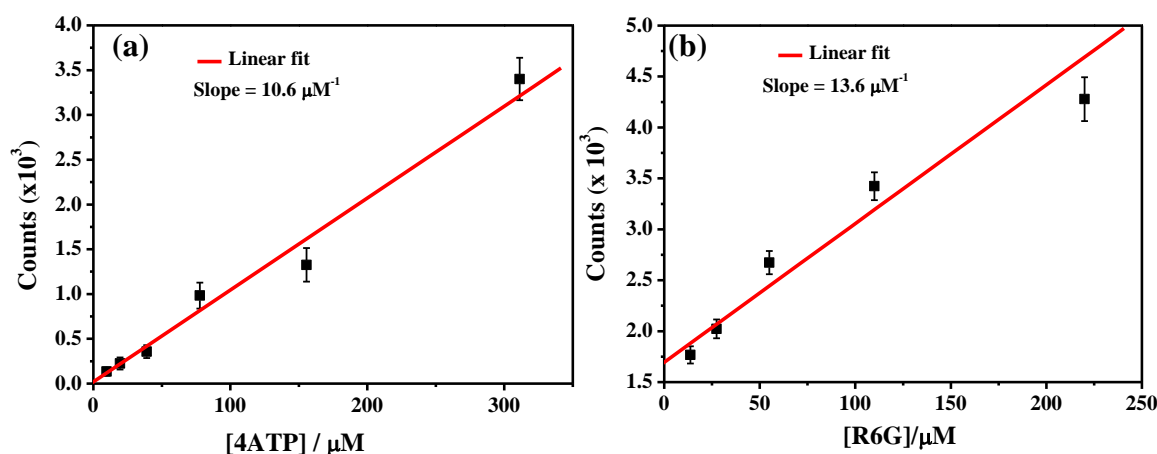 (a)
Linear fit
Slope = 10.6 μM⁻¹
Counts (x10³)
4.0
3.5
3.0
2.5
2.0
1.5
1.0
0.5
0.0
0 100 200 300
[4ATP] / μM
(b)
Linear fit
Slope = 13.6 μM⁻¹
Counts (x 10³)
5.0
4.5
4.0
3.5
3.0
2.5
2.0
1.5
0 50 100 150 200 250
[R6G]/μM